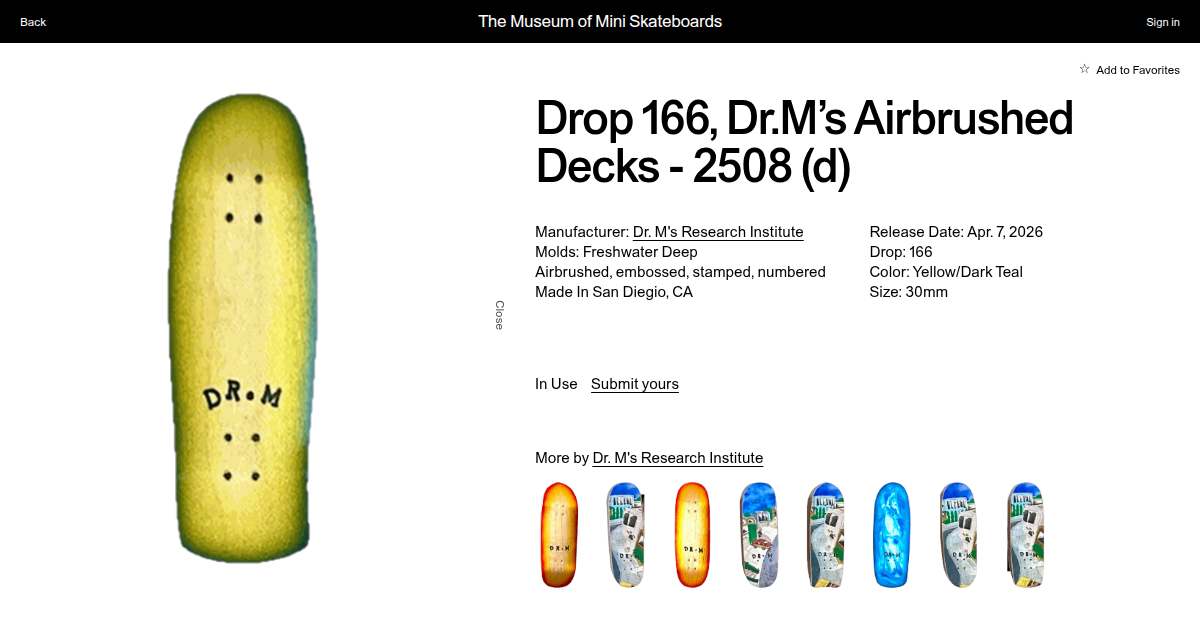 Back
The Museum of Mini Skateboards
Sign in
☆ Add to Favorites
Drop 166, Dr.M’s Airbrushed
Decks - 2508 (d)
Manufacturer: Dr. M's Research Institute
Molds: Freshwater Deep
Airbrushed, embossed, stamped, numbered
Made In San Diegio, CA
Release Date: Apr. 7, 2026
Drop: 166
Color: Yellow/Dark Teal
Size: 30mm
Close
DR•M
In Use Submit yours
More by Dr. M's Research Institute
DR•M
DR•M